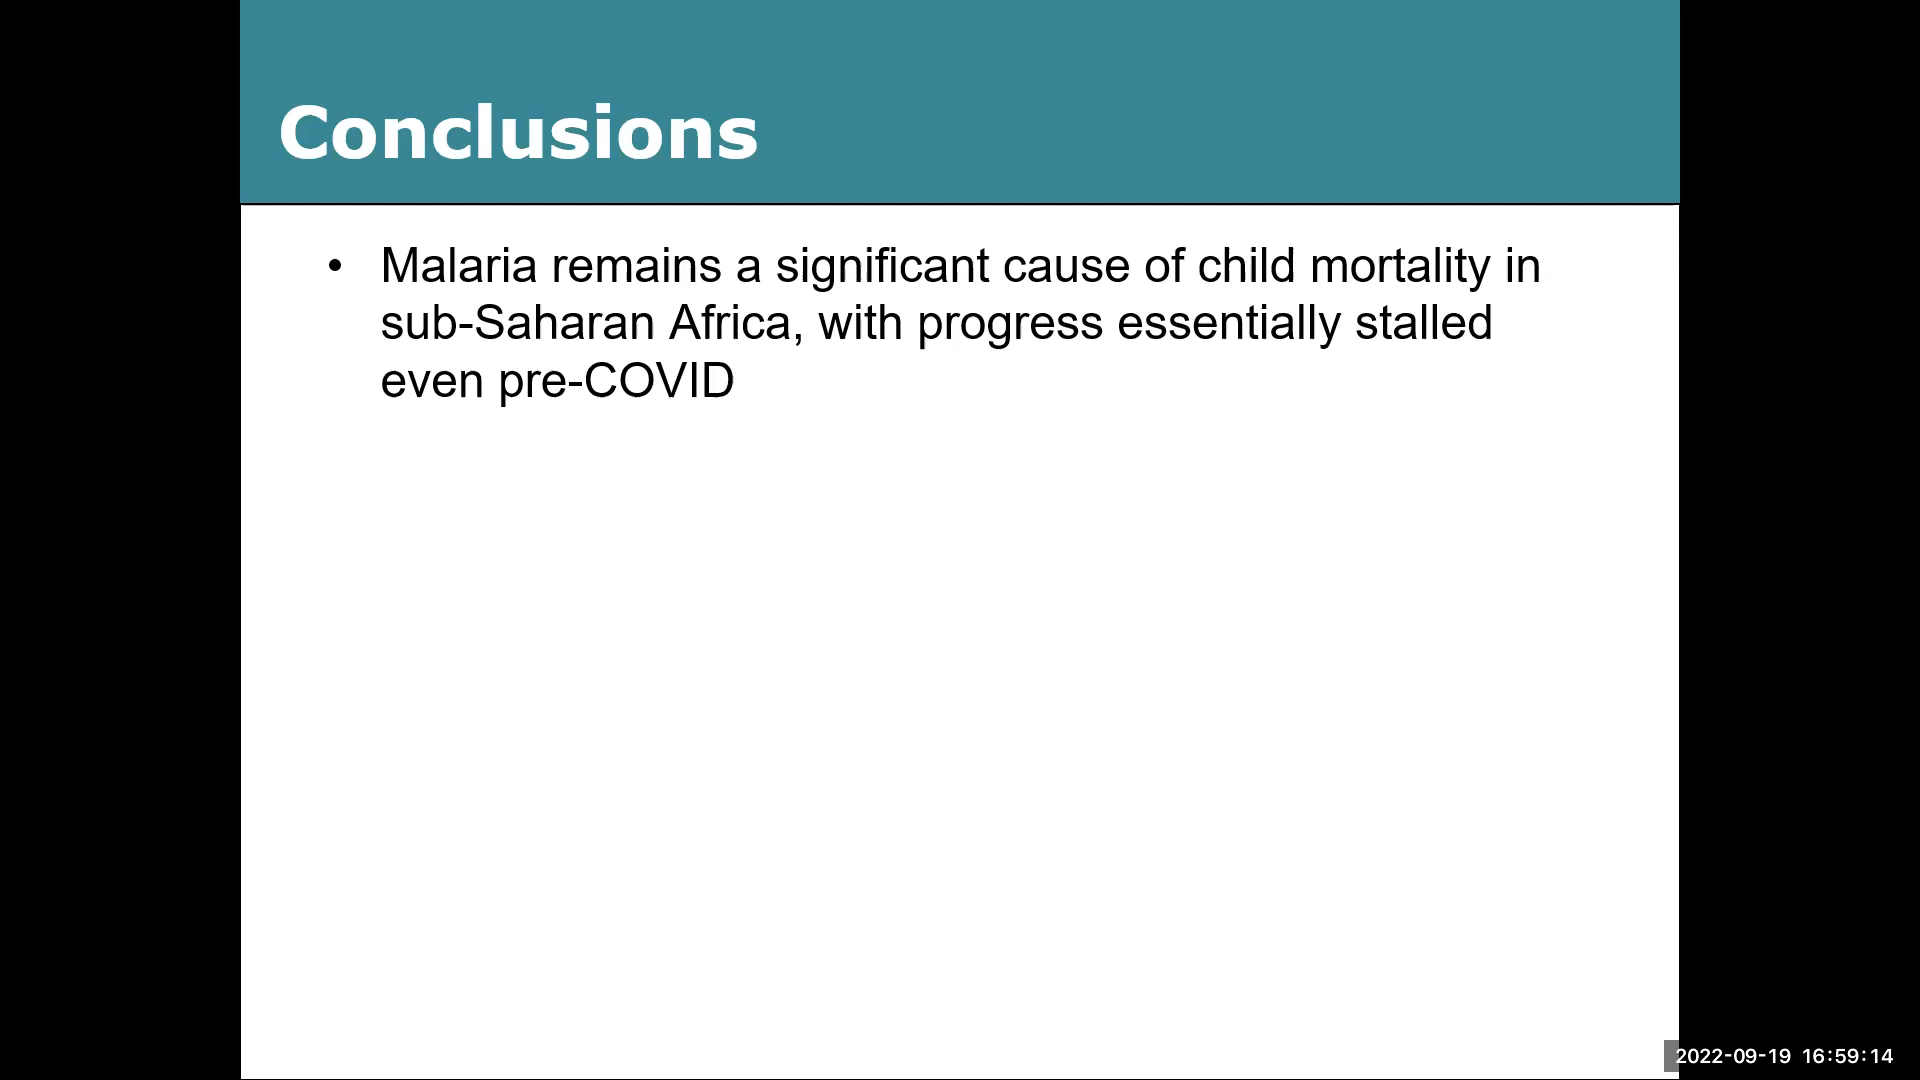 Conclusions
• Malaria remains a significant cause of child mortality in
sub-Saharan Africa, with progress essentially stalled
even pre-COVID
2022-09-19 16:59:14